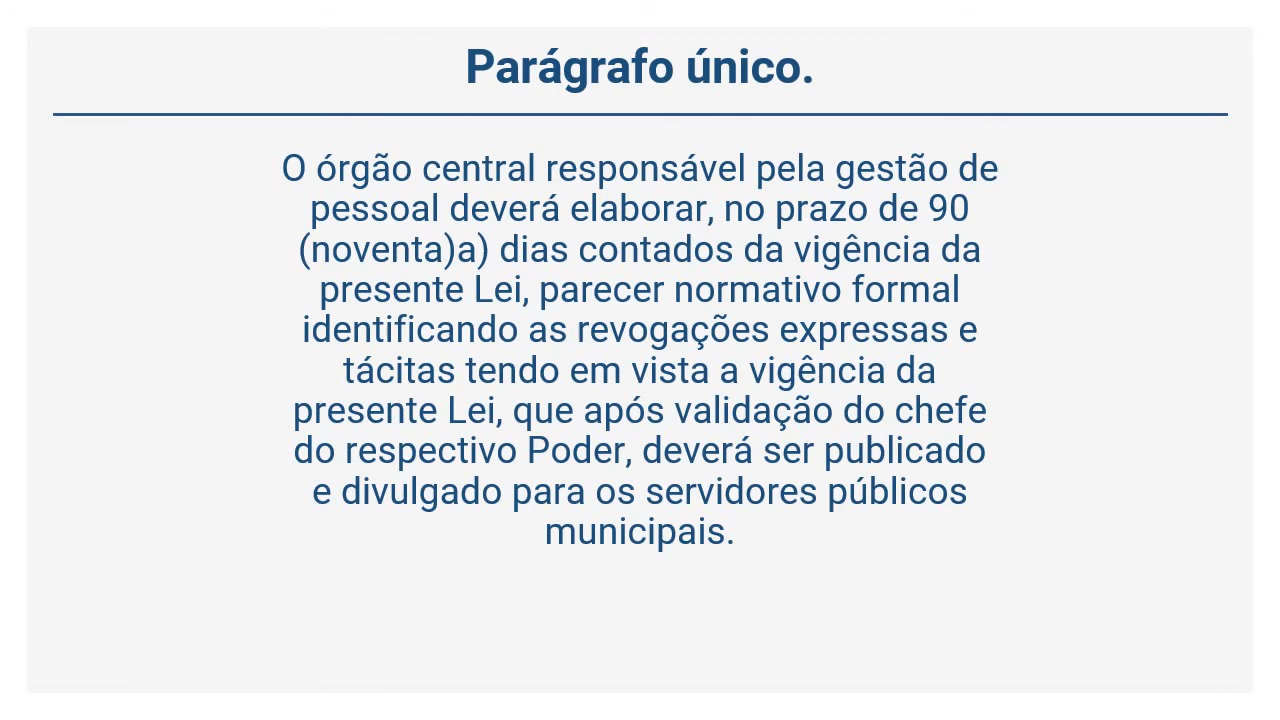 Parágrafo único.
O órgão central responsável pela gestão de
pessoal deverá elaborar, no prazo de 90
(noventa)a) dias contados da vigência da
presente Lei, parecer normativo formal
identificando as revogações expressas e
tácitas tendo em vista a vigência da
presente Lei, que após validação do chefe
do respectivo Poder, deverá ser publicado
e divulgado para os servidores públicos
municipais.